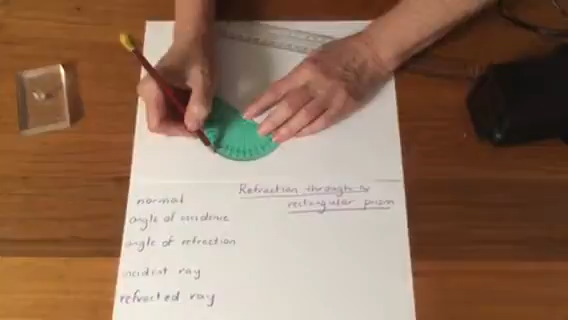 Refraction through a
rectangular prism
normal
angle of incidence
angle of refraction
incident ray
refracted ray